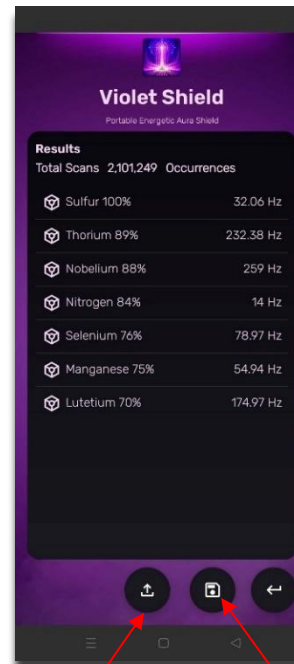 Violet Shield
Portable Energetic Aura Shield
Results
Total Scans 2,101,249 Occurrences
Sulfur 100% 32.06 Hz
Thorium 89% 232.38 Hz
Nobelium 88% 259 Hz
Nitrogen 84% 14 Hz
Selenium 76% 78.97 Hz
Manganese 75% 54.94 Hz
Lutetium 70% 174.97 Hz